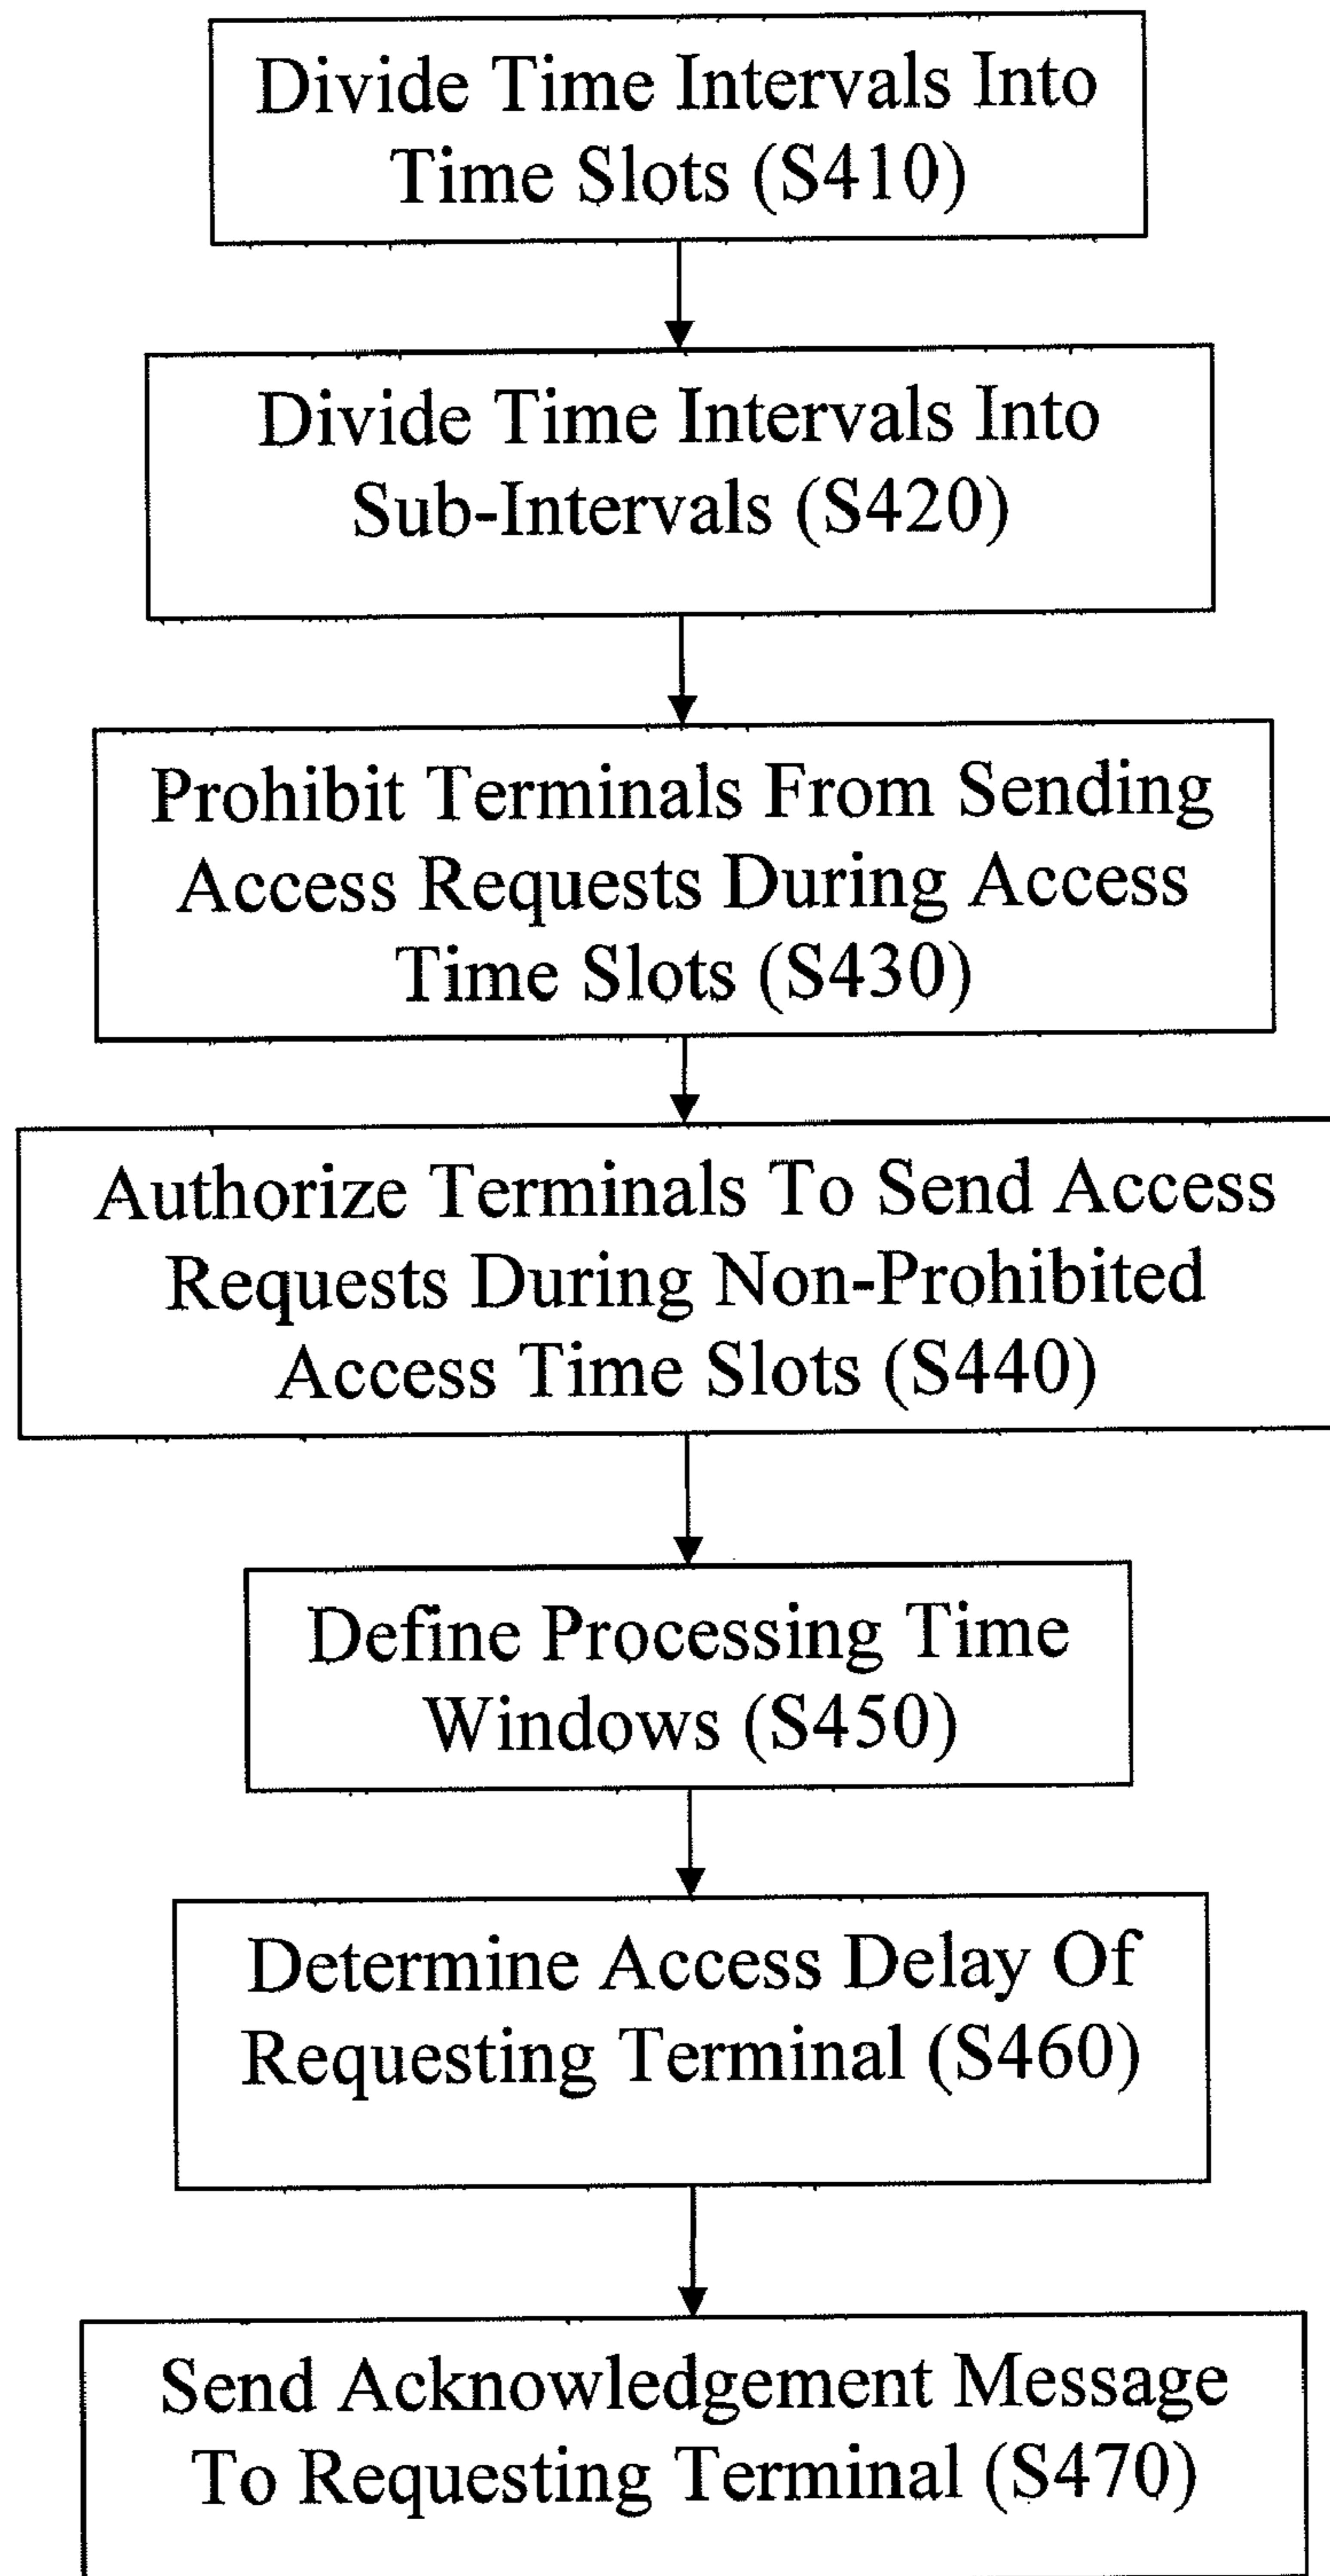 Divide Time Intervals Into
Time Slots (S410)
Divide Time Intervals Into
Sub-Intervals (S420)
Prohibit Terminals From Sending
Access Requests During Access
Time Slots (S430)
Authorize Terminals To Send Access
Requests During Non-Prohibited
Access Time Slots (S440)
Define Processing Time
Windows (S450)
Determine Access Delay Of
Requesting Terminal (S460)
Send Acknowledgement Message
To Requesting Terminal (S470)